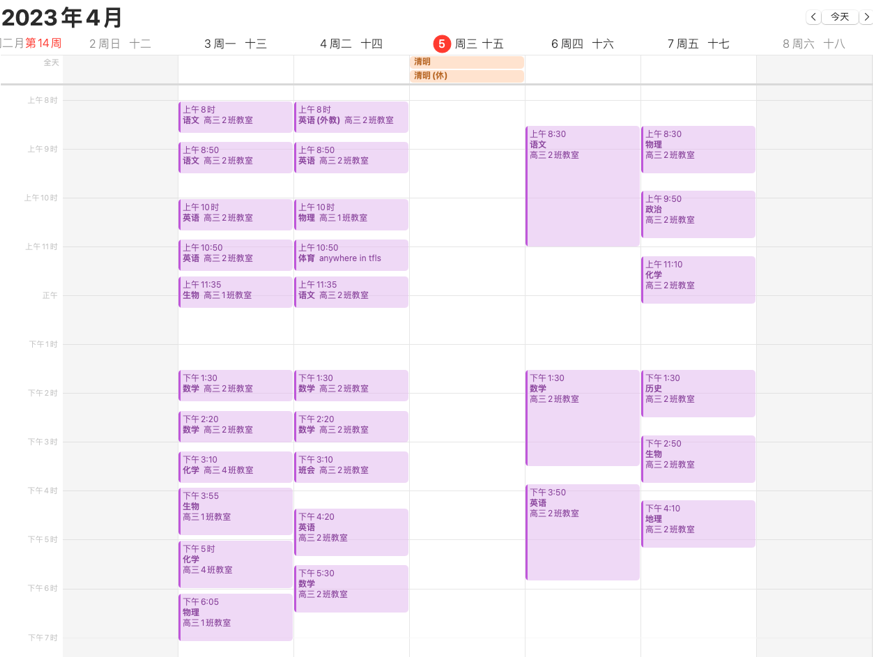 2023年4月
今天
二月第14周
2周日 十二
3周一 十三
4周二 十四
5 周三 十五
6周四 十六
7周五 十七
8周六 十八
全天
清明
清明 (休)
上午8时
上午9时
上午10时
上午11时
正午
下午1时
下午2时
下午3时
下午4时
下午5时
下午6时
下午7时
上午8时
语文 高三2班教室
上午8:50
语文 高三2班教室
上午10时
英语 高三2班教室
上午10:50
英语 高三2班教室
上午11:35
生物 高三1班教室
下午1:30
数学 高三2班教室
下午2:20
数学 高三2班教室
下午3:10
化学 高三4班教室
下午3:55
生物
高三1班教室
下午5时
化学
高三4班教室
下午6:05
物理
高三1班教室
上午8时
英语(外教) 高三2班教室
上午8:50
英语 高三2班教室
上午10时
物理 高三1班教室
上午10:50
体育 anywhere in tfls
上午11:35
语文 高三2班教室
下午1:30
数学 高三2班教室
下午2:20
数学 高三2班教室
下午3:10
班会 高三2班教室
下午4:20
英语
高三2班教室
下午5:30
数学
高三2班教室
上午8:30
语文
高三2班教室
下午1:30
数学
高三2班教室
下午3:50
英语
高三2班教室
上午8:30
物理
高三2班教室
上午9:50
政治
高三2班教室
上午11:10
化学
高三2班教室
下午1:30
历史
高三2班教室
下午2:50
生物
高三2班教室
下午4:10
地理
高三2班教室